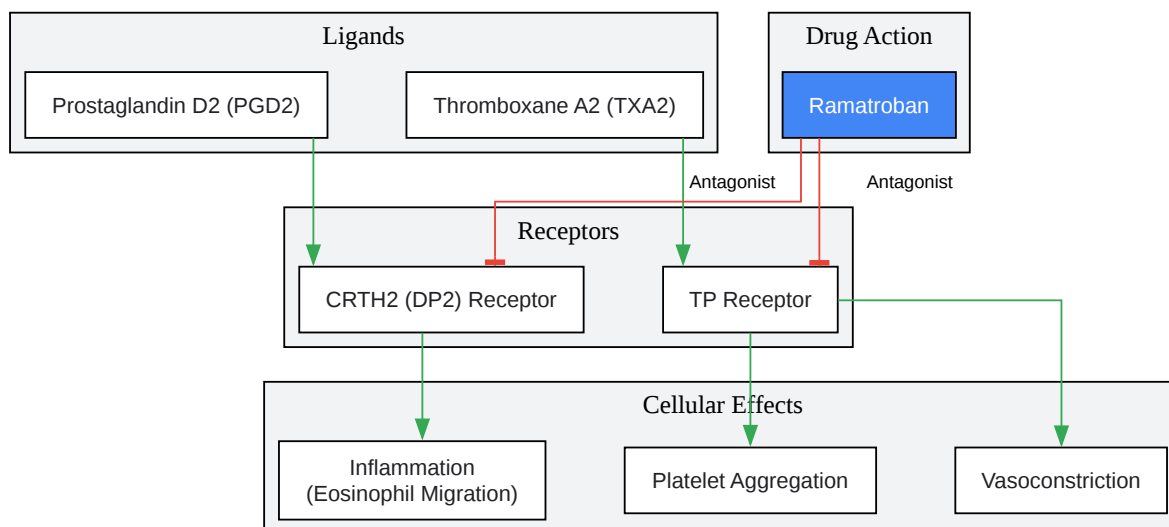 Ligands
Drug Action
Prostaglandin D2 (PGD2)
Thromboxane A2 (TXA2)
Ramatroban
Antagonist
Antagonist
Receptors
CRTH2 (DP2) Receptor
TP Receptor
Cellular Effects
Inflammation
(Eosinophil Migration)
Platelet Aggregation
Vasoconstriction